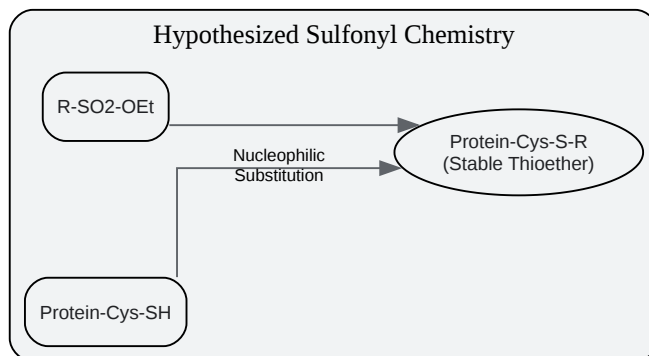 Hypothesized Sulfonyl Chemistry
R-SO2-OEt
Nucleophilic
Substitution
Protein-Cys-S-R
(Stable Thioether)
Protein-Cys-SH